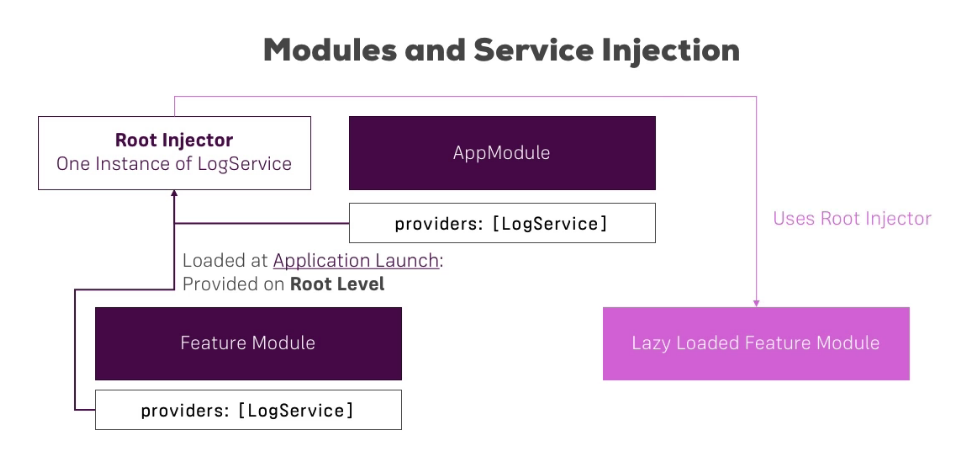 Modules and Service Injection
Root Injector
One Instance of LogService
AppModule
providers: [LogService]
Uses Root Injector
Loaded at Application Launch:
Provided on Root Level
Feature Module
Lazy Loaded Feature Module
providers: [LogService]